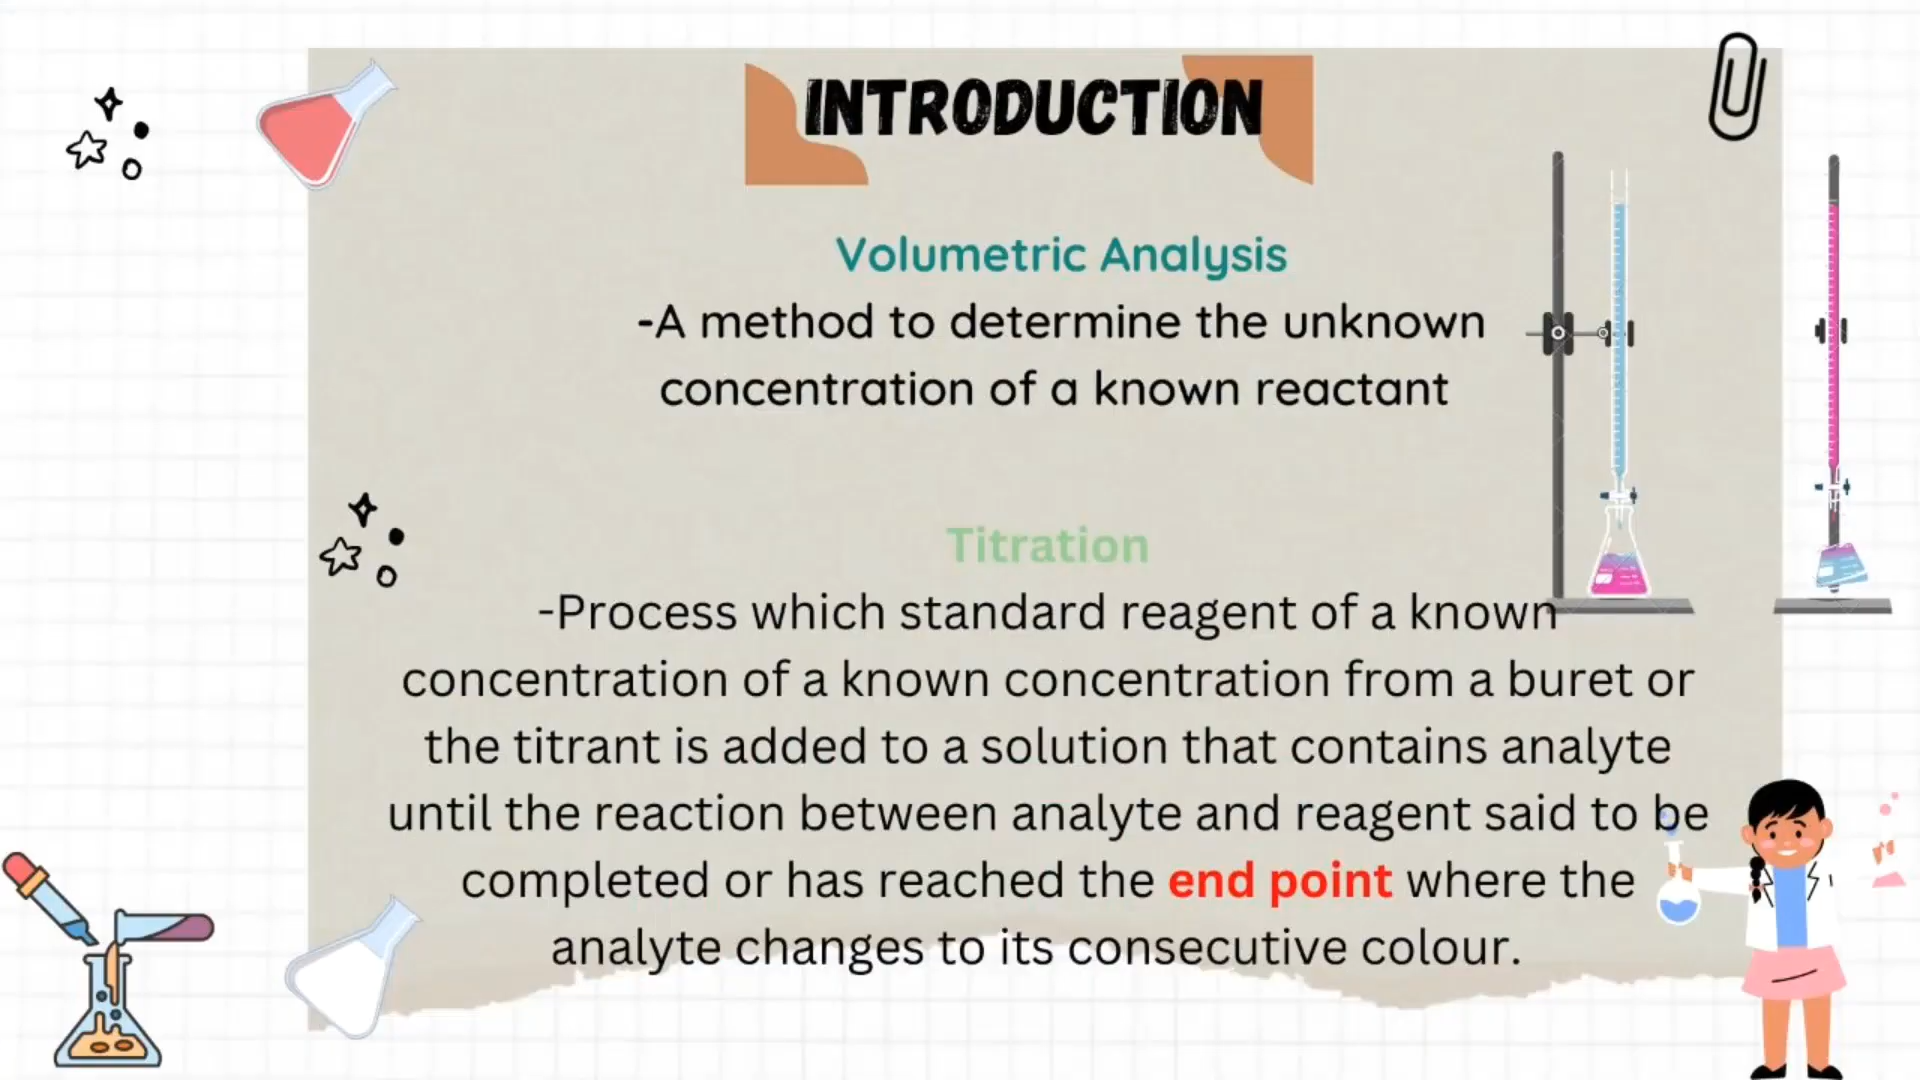 INTRODUCTION
Volumetric Analysis
-A method to determine the unknown
concentration of a known reactant
Titration
-Process which standard reagent of a known
concentration of a known concentration from a buret or
the titrant is added to a solution that contains analyte
until the reaction between analyte and reagent said to be
completed or has reached the end point where the
analyte changes to its consecutive colour.